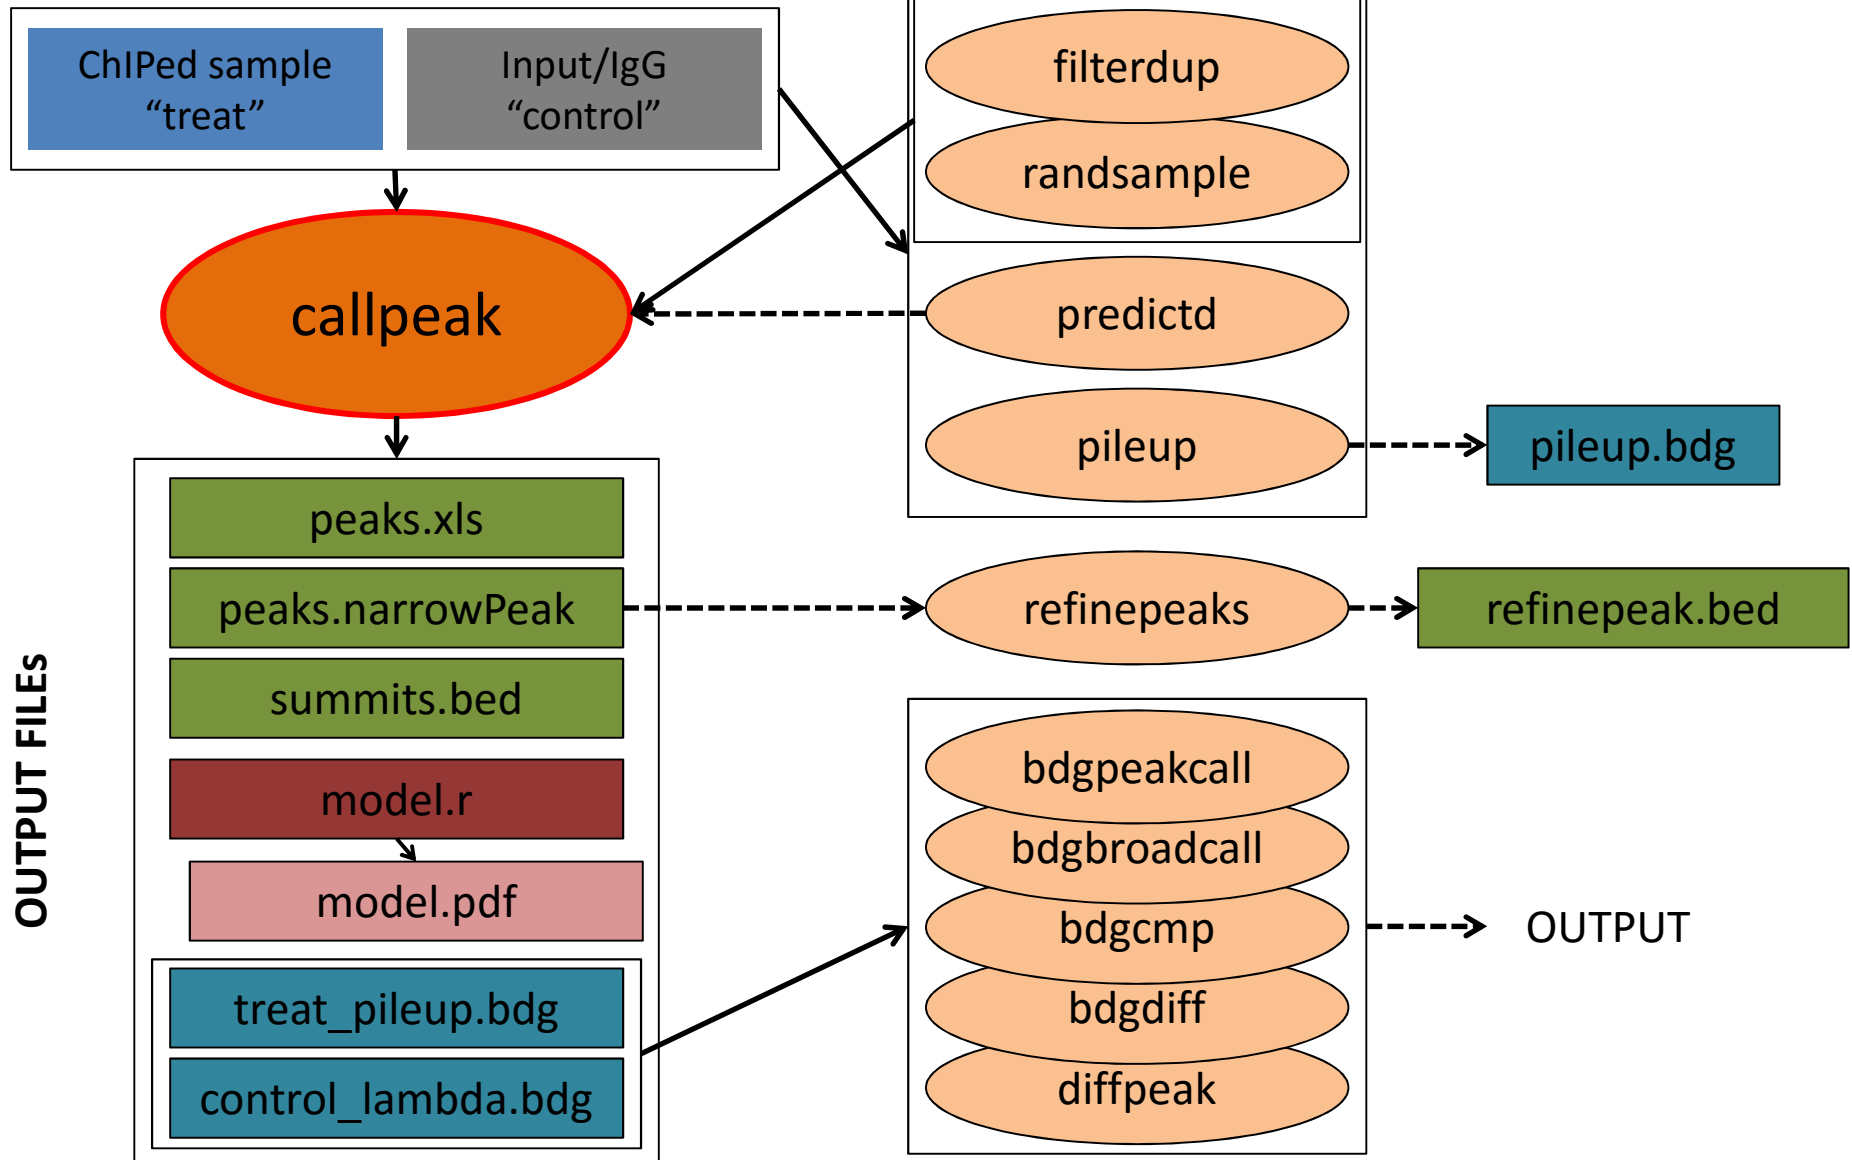 ChIPed sample
“treat”
Input/IgG
“control”
filterdup
randsample
callpeak
predictd
pileup
pileup.bdg
OUTPUT FILEs
peaks.xls
peaks.narrowPeak
refinepeaks
refinepeak.bed
summits.bed
model.r
model.pdf
treat_pileup.bdg
control_lambda.bdg
bdgpeakcall
bdgbroadcall
bdgcmp
bdgdiff
diffpeak
OUTPUT